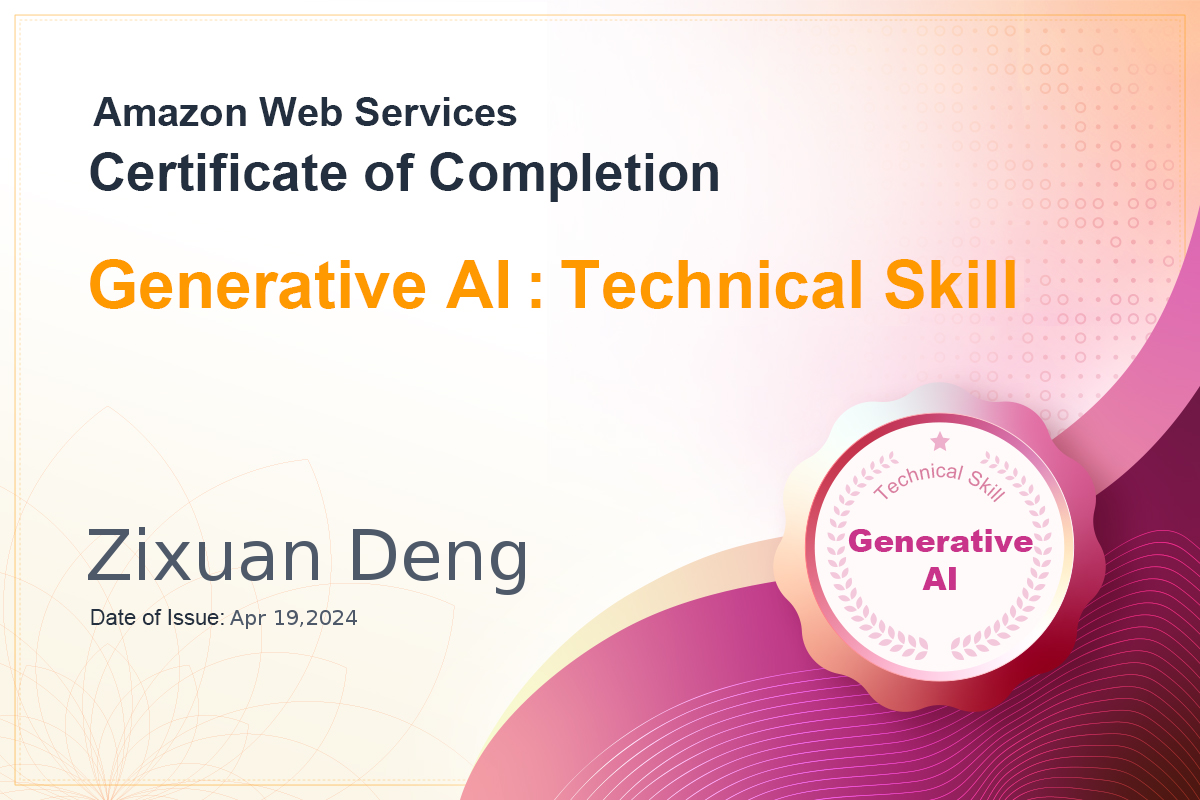 Amazon Web Services
Certificate of Completion
Generative AI : Technical Skill
Technical Skill
Generative
AI
Zixuan Deng
Date of Issue: Apr 19,2024